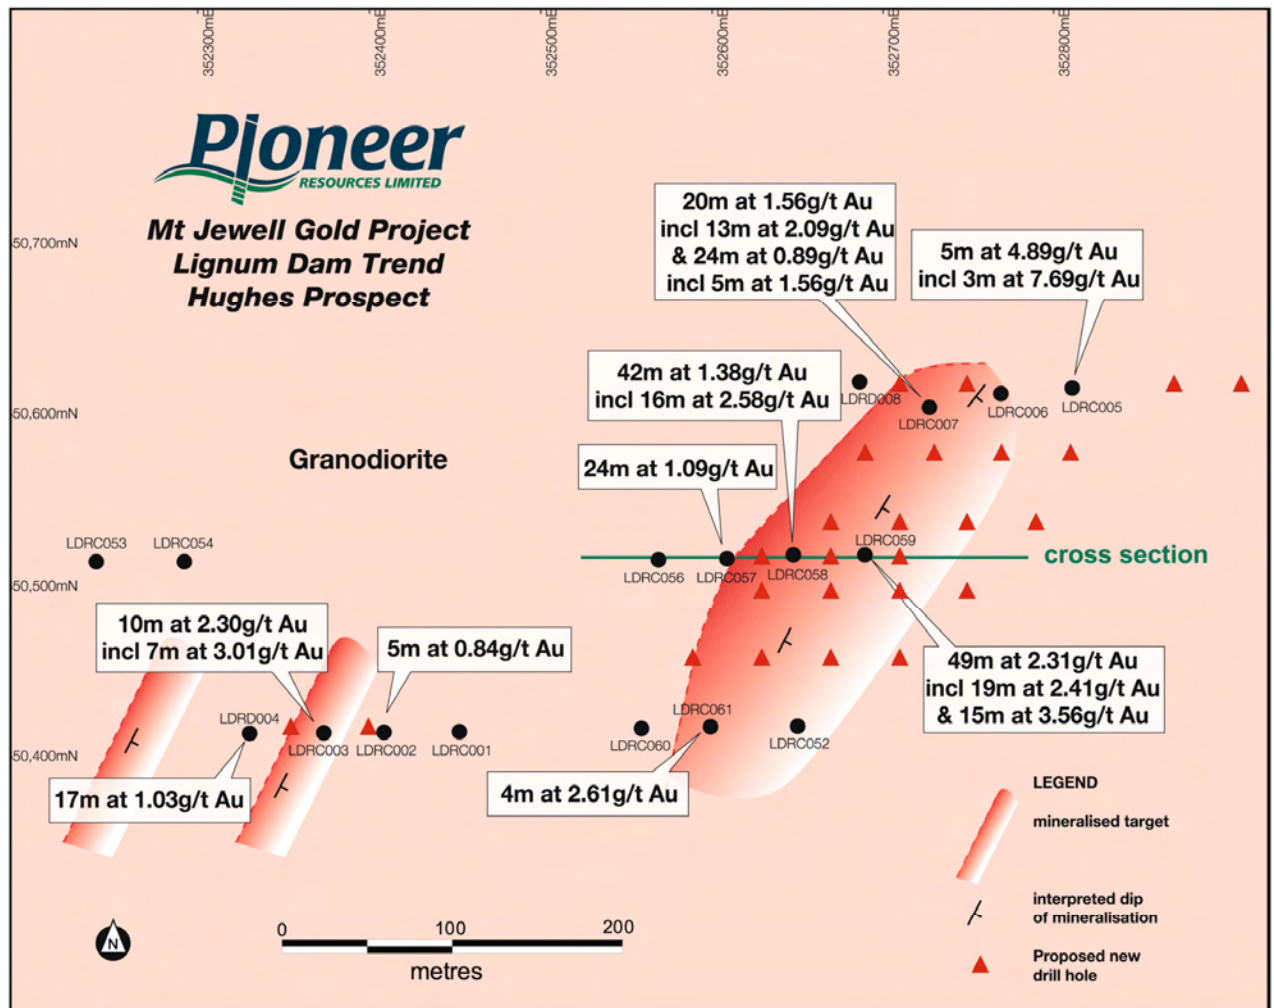 352300mE
352400mE
352500mE
352600mE
352700mE
352800mE
Pioneer
RESOURCES LIMITED
Mt Jewell Gold Project
Lignum Dam Trend
Hughes Prospect
50,700mN
50,600mN
50,500mN
50,400mN
20m at 1.56g/t Au
incl 13m at 2.09g/t Au
& 24m at 0.89g/t Au
incl 5m at 1.56g/t Au
5m at 4.89g/t Au
incl 3m at 7.69g/t Au
42m at 1.38g/t Au
incl 16m at 2.58g/t Au
LDRD008
LDRC007
LDRC006
LDRC005
Granodiorite
24m at 1.09g/t Au
LDRC053
LDRC054
LDRC056
LDRC057
LDRC058
LDRC059
cross section
10m at 2.30g/t Au
incl 7m at 3.01g/t Au
5m at 0.84g/t Au
49m at 2.31g/t Au
incl 19m at 2.41g/t Au
& 15m at 3.56g/t Au
LDRD004
LDRC003
LDRC002
LDRC001
LDRC060
LDRC061
LDRC052
17m at 1.03g/t Au
4m at 2.61g/t Au
LEGEND
mineralised target
interpreted dip
of mineralisation
Proposed new
drill hole
N
0
100
200
metres